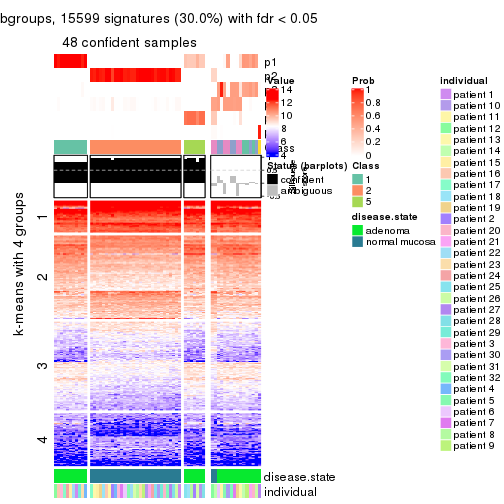 bgroups, 15599 signatures (30.0%) with fdr < 0.05
48 confident samples
p1
p2
Class
k-means with 4 groups
1
2
3
4
disease.state
individual
Value
14
12
10
8
6
4
Status (barplots)
confident
ambiguous
disease.state
adenoma
normal mucosa
Prob
1
0.8
0.6
0.4
0.2
0
Class
1
2
5
individual
patient 1
patient 10
patient 11
patient 12
patient 13
patient 14
patient 15
patient 16
patient 17
patient 18
patient 19
patient 2
patient 20
patient 21
patient 22
patient 23
patient 24
patient 25
patient 26
patient 27
patient 28
patient 29
patient 3
patient 30
patient 31
patient 32
patient 4
patient 5
patient 6
patient 7
patient 8
patient 9